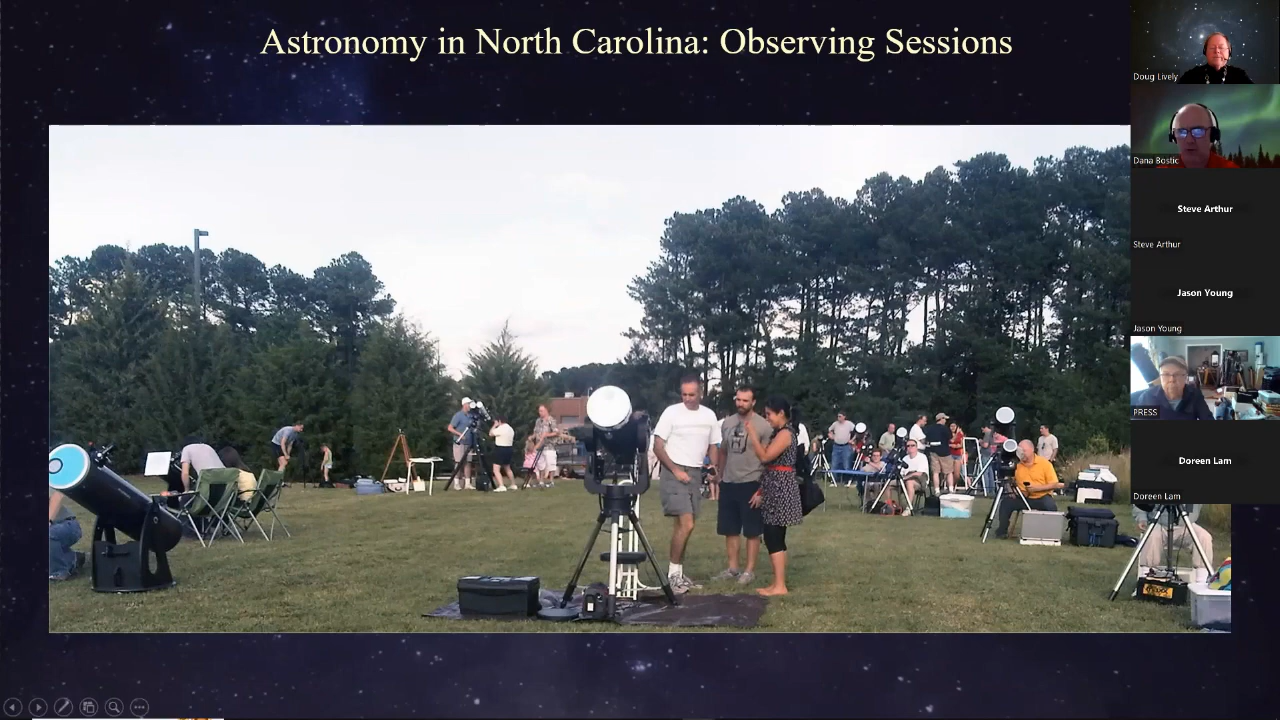 Astronomy in North Carolina: Observing Sessions
Doug Lively
Dana Bostic
Steve Arthur
Steve Arthur
Jason Young
Jason Young
PRESS
Doreen Lam
Doreen Lam